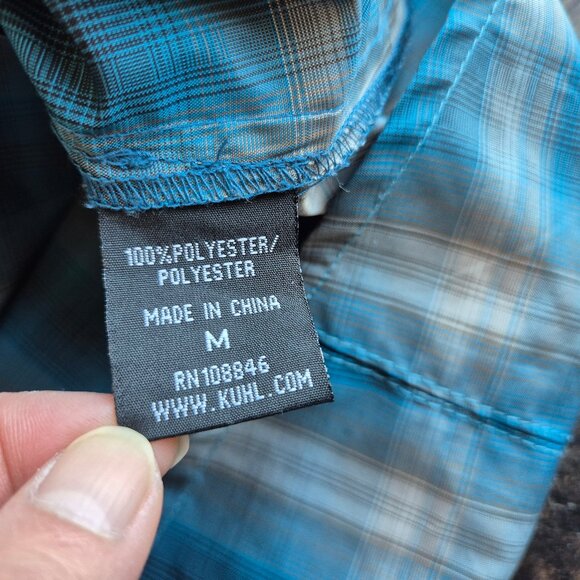 100%POLYESTER/
POLYESTER
MADE IN CHINA
M
RN108846
WWW.KUHL.COM